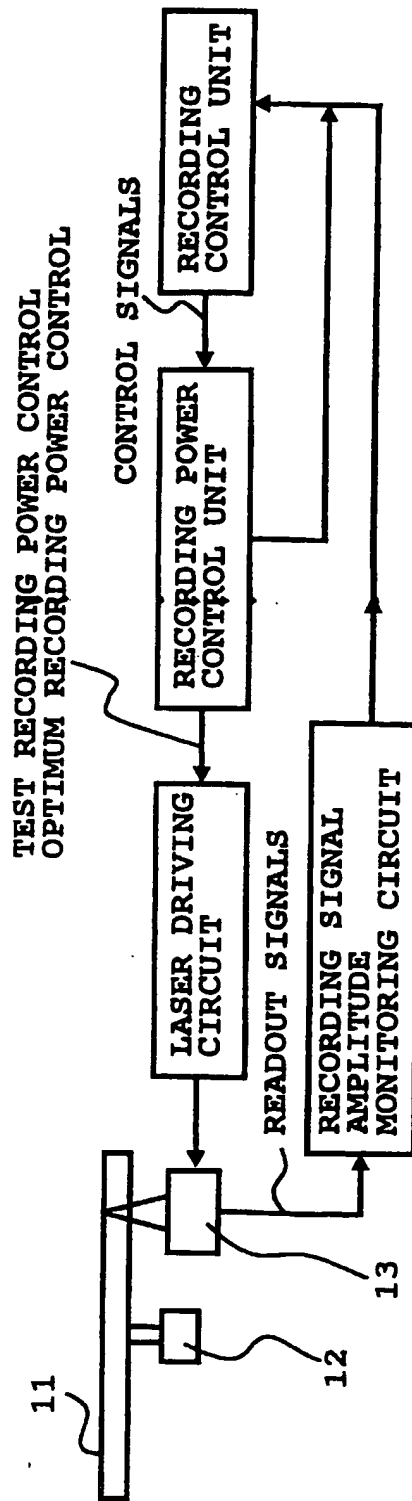 11
12
13
TEST RECORDING POWER CONTROL
OPTIMUM RECORDING POWER CONTROL
CONTROL SIGNALS
LASER DRIVING
CIRCUIT
RECORDING POWER
CONTROL UNIT
RECORDING
CONTROL UNIT
READOUT SIGNALS
RECORDING SIGNAL
AMPLITUDE
MONITORING CIRCUIT